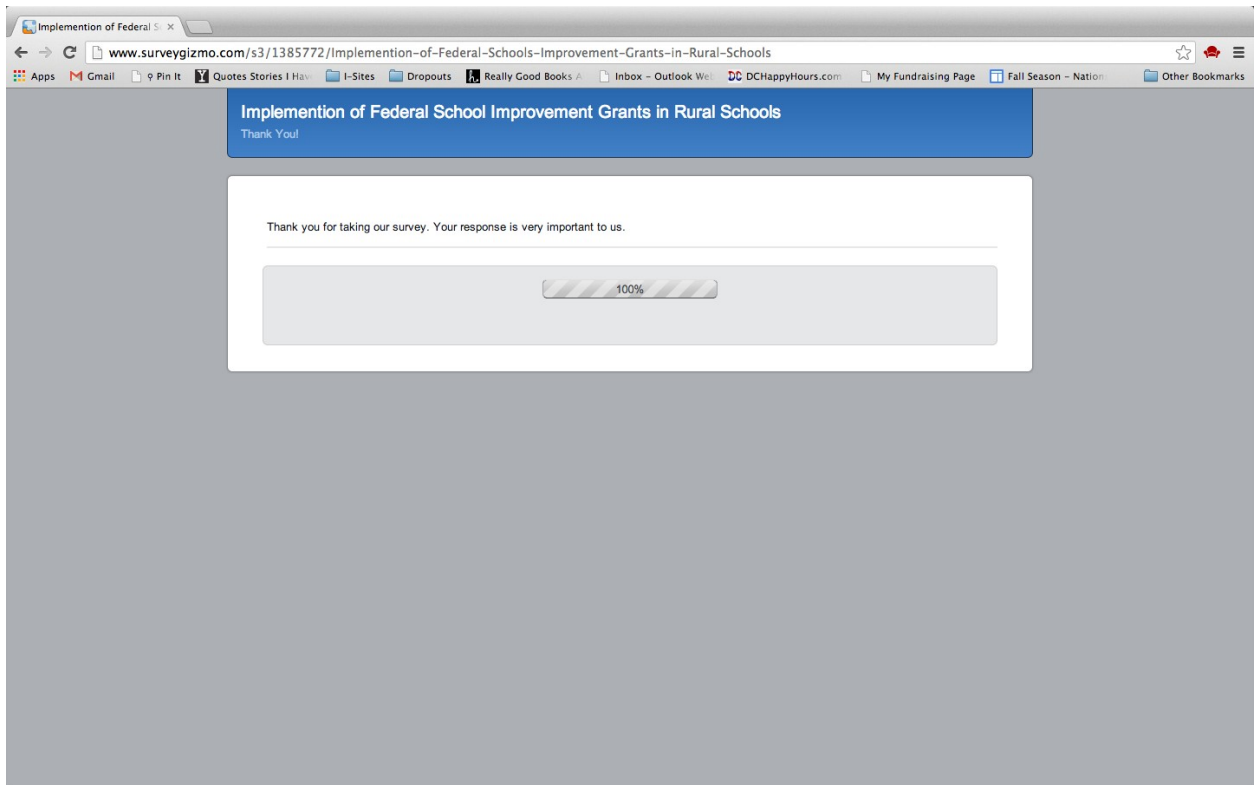 Implemention of Federal S
www.surveygizmo.com/s3/1385772/Implemention-of-Federal-Schools-Improvement-Grants-in-Rural-Schools
Apps Gmail Pin It Quotes Stories I Hav I-Sites Dropouts h. Really Good Books A Inbox – Outlook We DC DCHappyHours.com My Fundraising Page Fall Season – Nation Other Bookmarks
Implemention of Federal School Improvement Grants in Rural Schools
Thank You!
Thank you for taking our survey. Your response is very important to us.
100%